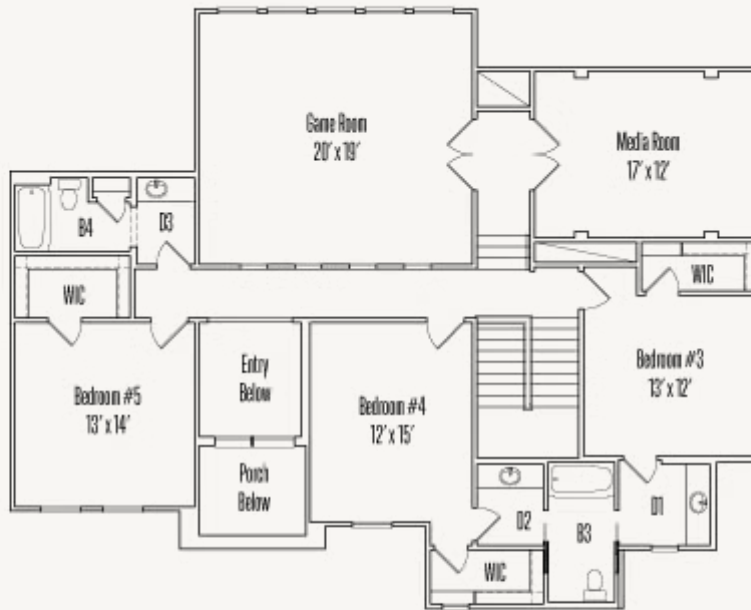 Game Room
20' x 19'
Media Room
17' x 12'
B4
D3
WIC
WIC
Bedroom #5
13' x 14'
Entry
Below
Bedroom #4
12' x 15'
Bedroom #3
13' x 12'
Porch
Below
D2
B3
D1
WIC